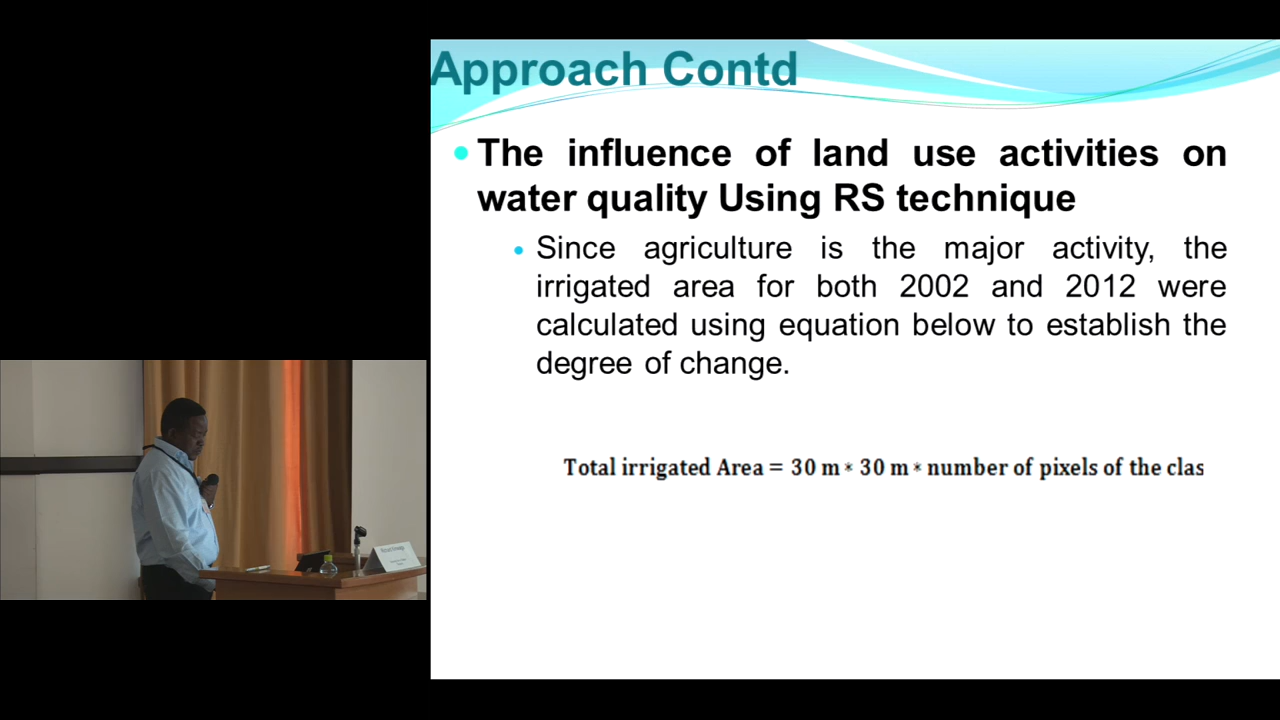 Approach Contd
The influence of land use activities on
water quality Using RS technique
Since agriculture is the major activity, the
irrigated area for both 2002 and 2012 were
calculated using equation below to establish the
degree of change.
Total irrigated Area = 30 m * 30 m * number of pixels of the clas